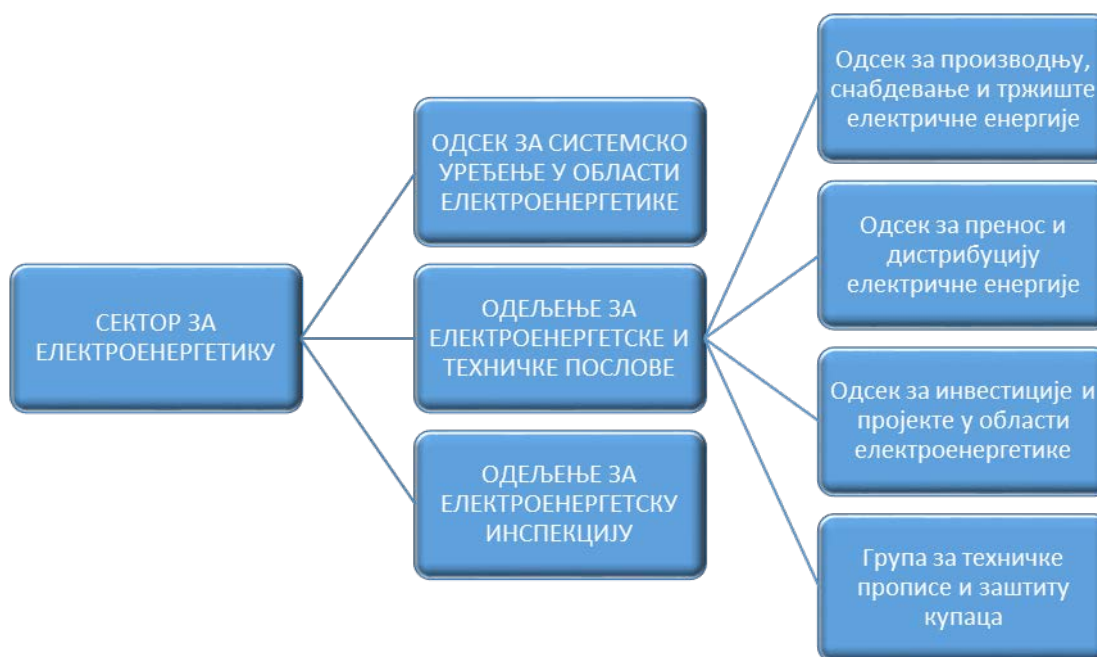 СЕКТОР ЗА
ЕЛЕКТРОЕНЕРГЕТИКУ
ОДСЕК ЗА СИСТЕМСКО
УРЕЂЕЊЕ У ОБЛАСТИ
ЕЛЕКТРОЕНЕРГЕТИКЕ
ОДЕЉЕЊЕ ЗА
ЕЛЕКТРОЕНЕРГЕТСКЕ И
ТЕХНИЧКЕ ПОСЛОВЕ
ОДЕЉЕЊЕ ЗА
ЕЛЕКТРОЕНЕРГЕТСКУ
ИНСПЕКЦИЈУ
Одсек за производњу,
снабдевање и тржиште
електричне енергије
Одсек за пренос и
дистрибуцију
електричне енергије
Одсек за инвестиције и
пројекте у области
електроенергетике
Група за техничке
прописе и заштиту
купаца